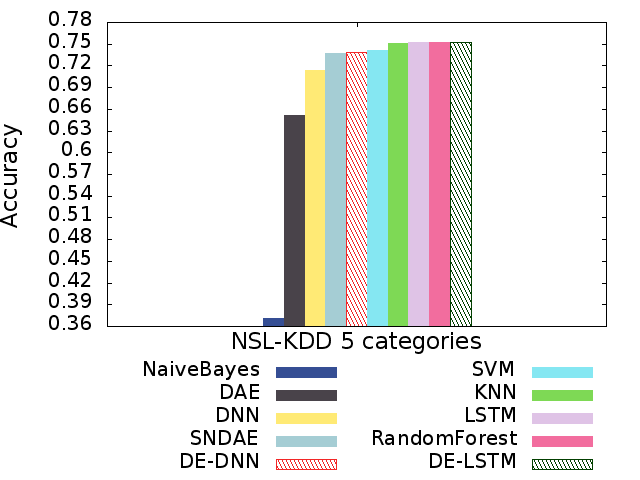 0.78
0.75
0.72
0.69
0.66
0.63
0.6
0.57
0.54
0.51
0.48
0.45
0.42
0.39
0.36
Accuracy
NSL-KDD 5 categories
NaiveBayes
DAE
DNN
SNDAE
DE-DNN
SVM
KNN
LSTM
RandomForest
DE-LSTM